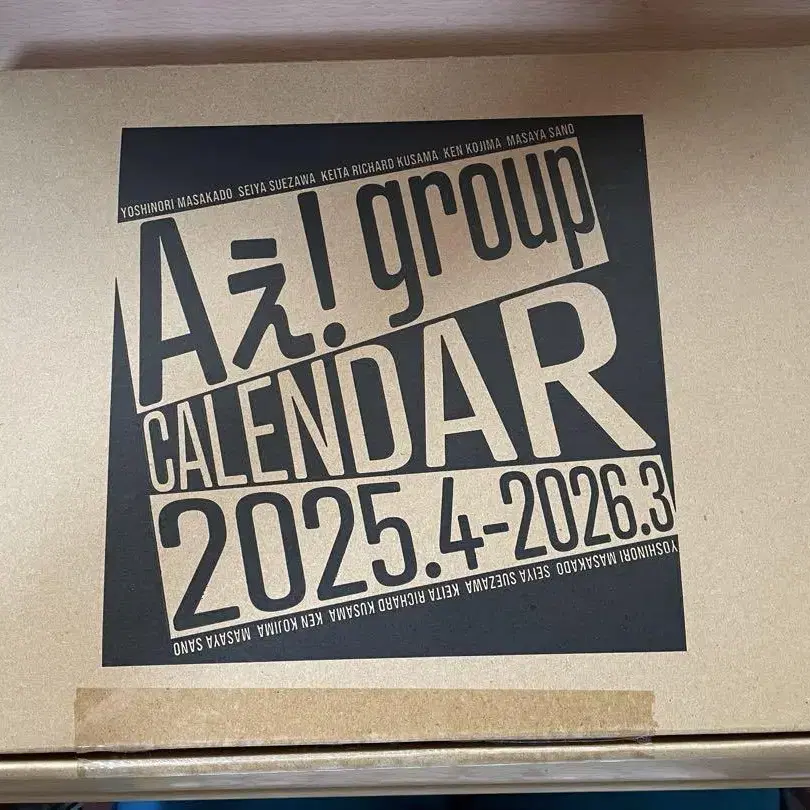 YOSHINORI MASAKADO SEIYA SUEZAWA KEITA RICHARD KUSAMA KEN KOJIMA MASAYA SANO
Aぇ! group
CALENDAR
2025.4-2026.3
YOSHINORI MASAKADO SEIYA SUEZAWA KEITA RICHARD KUSAMA KEN KOJIMA MASAYA SANO